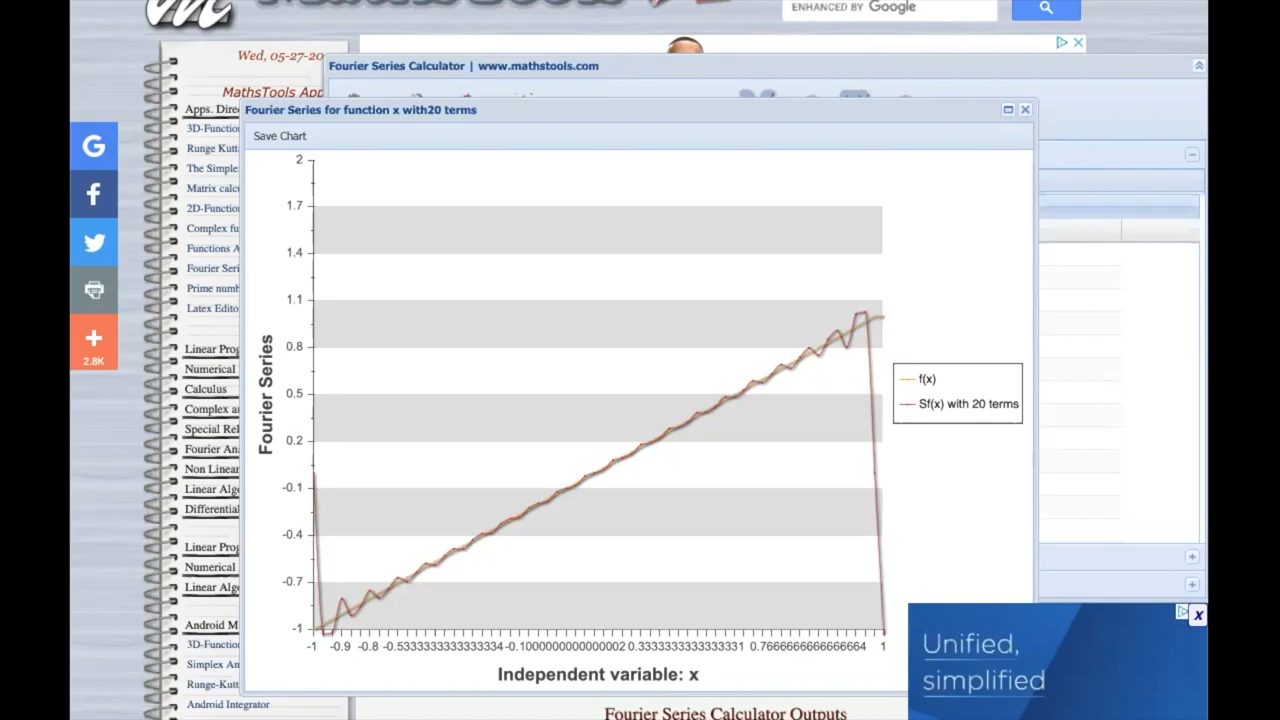 ENHANCED BY Google
Wed, 05-27-20
MathsTools App
Apps. Dire
3D-Functio
Runge Kutt
The Simple
Matrix calc
2D-Functio
Complex fu
Functions A
Fourier Seri
Prime numb
Latex Edito
Linear Prog
Numerical
Calculus
Complex a
Special Rel
Fourier Ana
Non Linear
Linear Alge
Differential
Linear Prog
Numerical
Linear Alge
Android M
3D-Functio
Simplex An
Runge-Kutt
Android Integrator
2.8K
Fourier Series Calculator | www.mathstools.com
Fourier Series for function x with20 terms
Save Chart
2
1.7
1.4
1.1
0.8
0.5
0.2
-0.1
-0.4
-0.7
-1
Fourier Series
-1 -0.9 -0.8 -0.5333333333333334 -0.1000000000000002 0.3333333333333331 0.7666666666666664 1
Independent variable: x
f(x)
Sf(x) with 20 terms
Unified,
simplified
Fourier Series Calculator Outputs